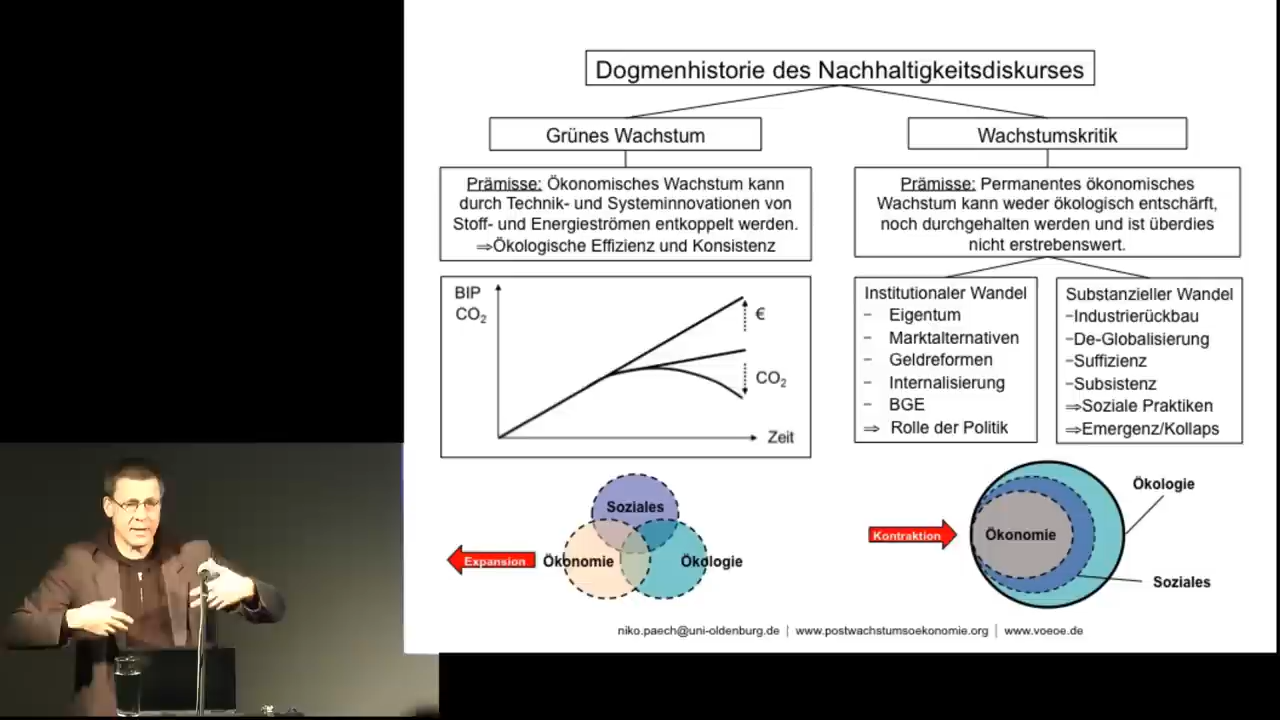 Dogmenhistorie des Nachhaltigkeitsdiskurses
Grünes Wachstum
Prämisse: Ökonomisches Wachstum kann
durch Technik- und Systeminnovationen von
Stoff- und Energieströmen entkoppelt werden.
⇒Ökologische Effizienz und Konsistenz
BIP
CO₂
€
CO₂
Zeit
Soziales
Ökonomie
Ökologie
Expansion
Wachstumskritik
Prämisse: Permanentes ökonomisches
Wachstum kann weder ökologisch entschärft,
noch durchgehalten werden und ist überdies
nicht erstrebenswert.
Institutionaler Wandel
- Eigentum
- Marktalternativen
- Geldreformen
- Internalisierung
- BGE
⇒ Rolle der Politik
Substanzieller Wandel
-Industrierückbau
-De-Globalisierung
-Suffizienz
-Subsistenz
⇒Soziale Praktiken
⇒Emergenz/Kollaps
Kontraktion
Ökonomie
Ökologie
Soziales
niko.paech@uni-oldenburg.de | www.postwachstumsoekonomie.org | www.voeoe.de